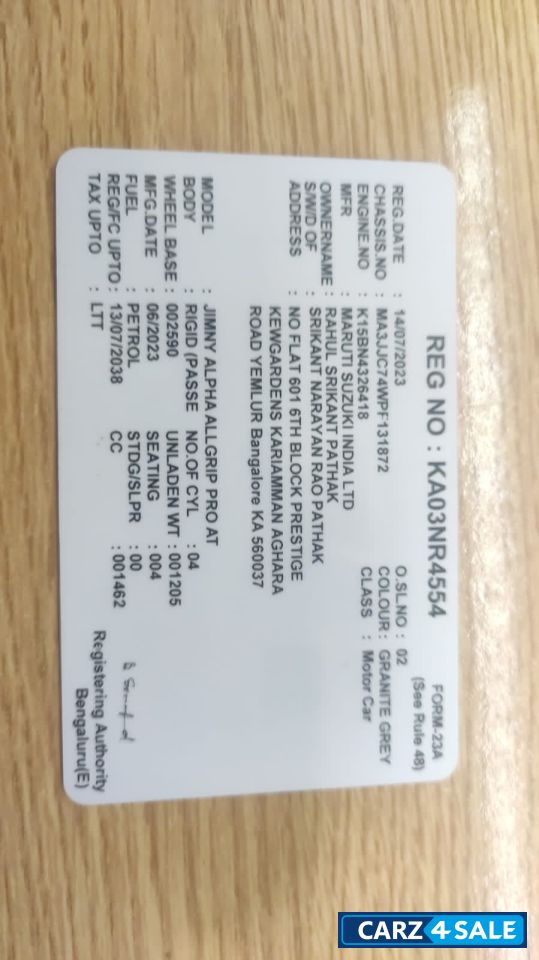 FORM-23A
(See Rule 48)
REG NO : KA03NR4554
REG.DATE : 14/07/2023 O.SL.NO : 02
CHASSIS.NO : MA3JJC74WPF131872 COLOUR : GRANITE GREY
ENGINE.NO : K15BN4326418 CLASS : Motor Car
MFR : MARUTI SUZUKI INDIA LTD
OWNERNAME : RAHUL SRIKANT PATHAK
S/W/D OF : SRIKANT NARAYAN RAO PATHAK
ADDRESS : NO FLAT 601 6TH BLOCK PRESTIGE
KEWGARDENS KARIAMMAN AGHARA
ROAD YEMLUR Bangalore KA 560037
MODEL : JIMNY ALPHA ALLGRIP PRO AT
BODY : RIGID (PASSE NO.OF CYL : 04
WHEEL BASE : 002590 UNLADEN WT : 001205
MFG.DATE : 06/2023 SEATING : 004
FUEL : PETROL STDG/SLPR : 00
REG/FC UPTO : 13/07/2038 CC : 001462
TAX UPTO : LTT
Registering Authority
Bengaluru(E)
CARZ4SALE